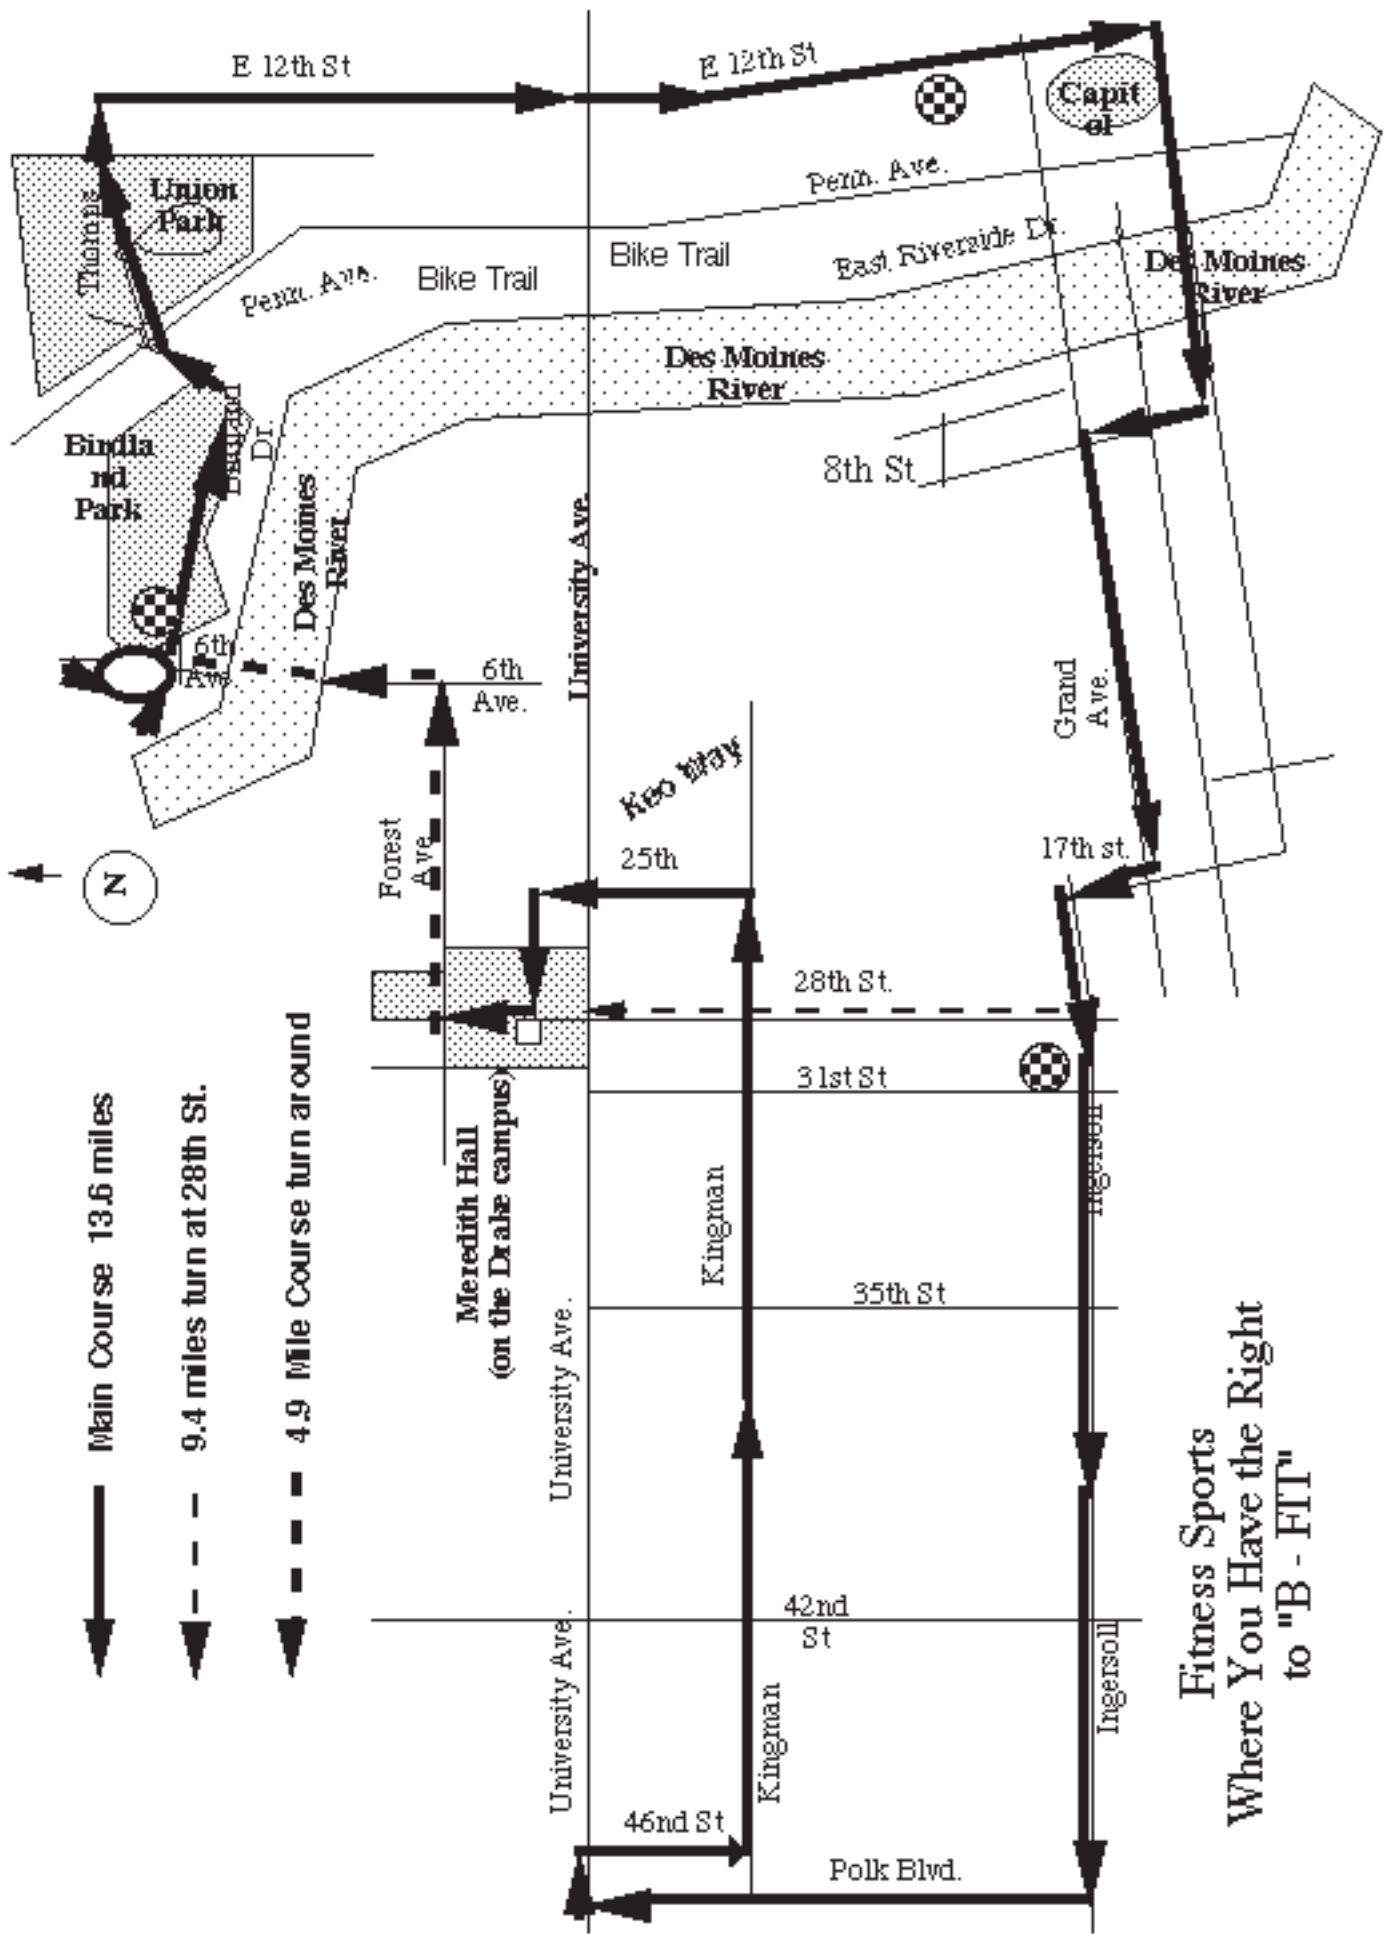 E 12th St
E 12th St
Capit
ol
Union
Park
Penn. Ave.
Bike Trail
East Riverside Dr.
Penn. Ave.
Bike Trail
Des Moines
River
Des Moines
River
Birdla
nd
Park
Dr
8th St
Des Moines
River
University Ave.
6th
Ave.
6th
Ave.
Grand
Ave.
Keo Way
Forest
Ave
25th
17th st.
N
28th St.
31st St
Ingersoll
Meredith Hall
(on the Drake campus)
Kingman
35th St
University Ave.
Main Course 13.6 miles
9.4 miles turn at 28th St.
4.9 Mile Course turn around
42nd
St
University Ave.
Kingman
Ingersoll
46nd St
Polk Blvd.
Fitness Sports
Where You Have the Right
to "B - FIT"